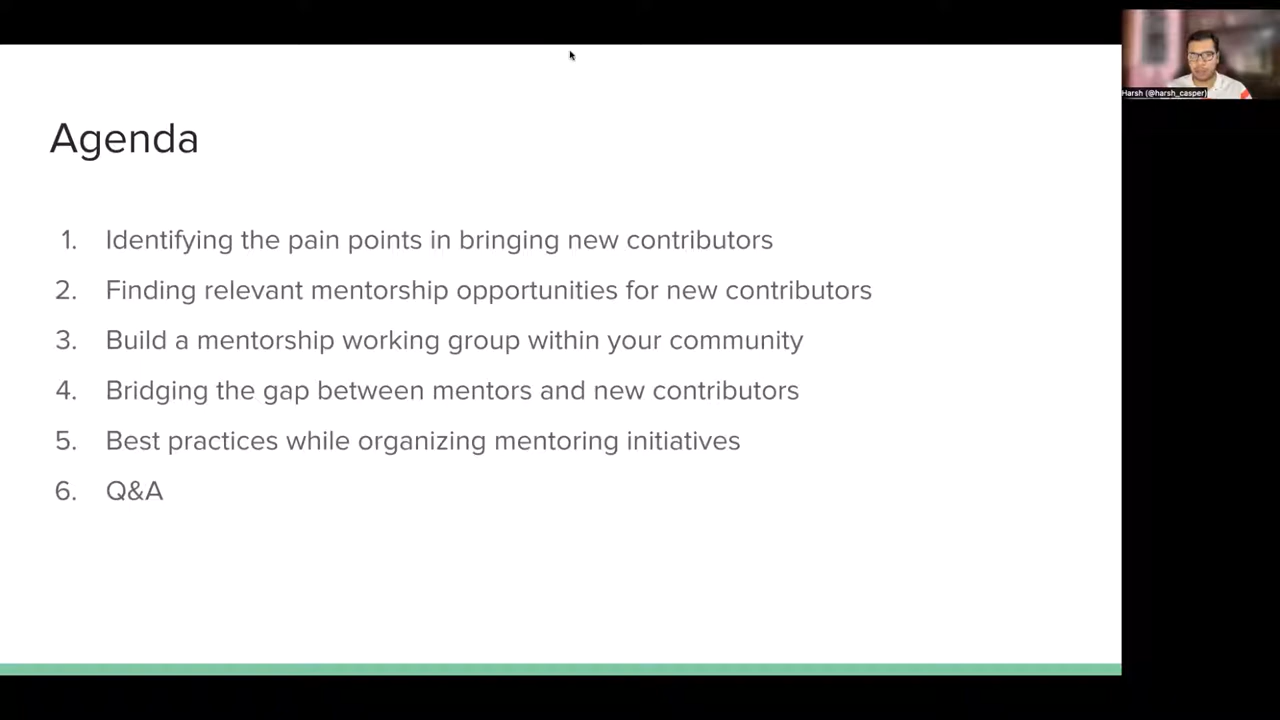 Agenda
1. Identifying the pain points in bringing new contributors
2. Finding relevant mentorship opportunities for new contributors
3. Build a mentorship working group within your community
4. Bridging the gap between mentors and new contributors
5. Best practices while organizing mentoring initiatives
6. Q&A
Harsh (@harsh_casper)